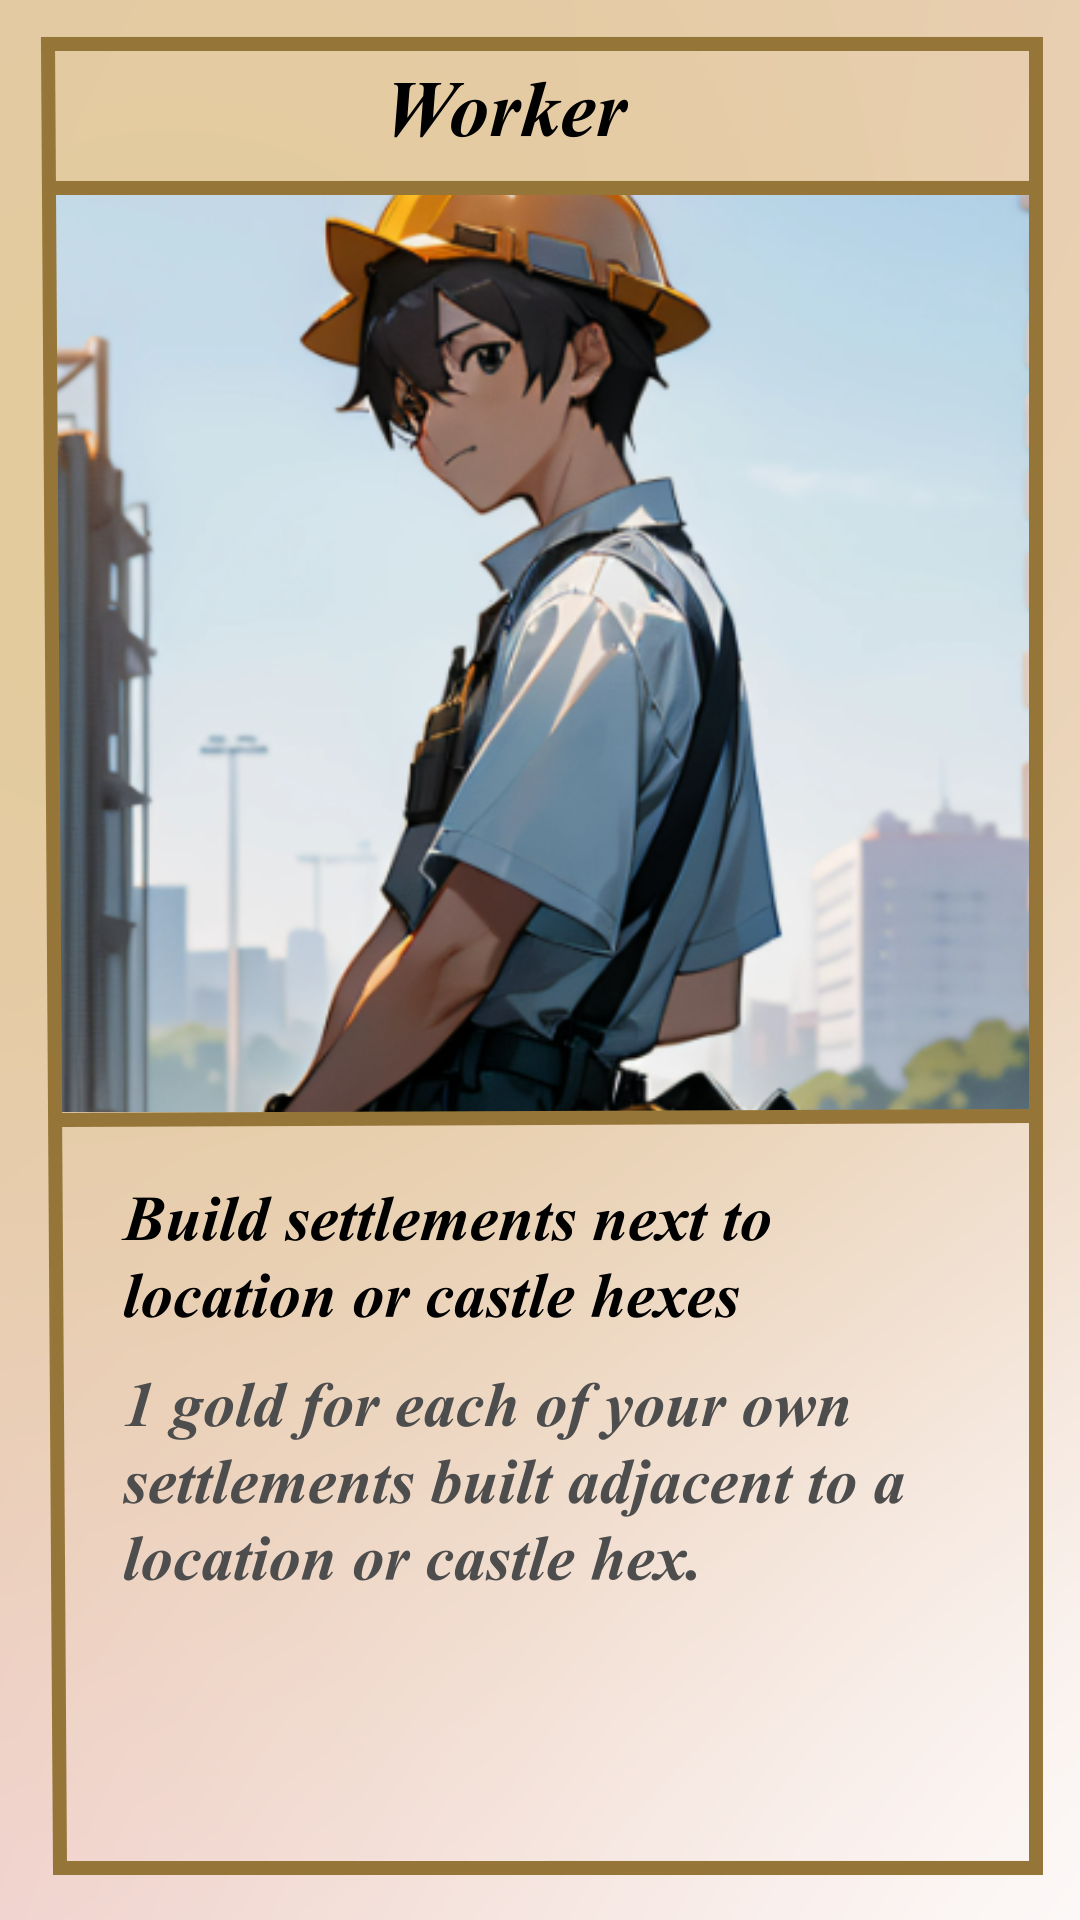 Worker
Build settlements next to
location or castle hexes
1 gold for each of your own
settlements built adjacent to a
location or castle hex.